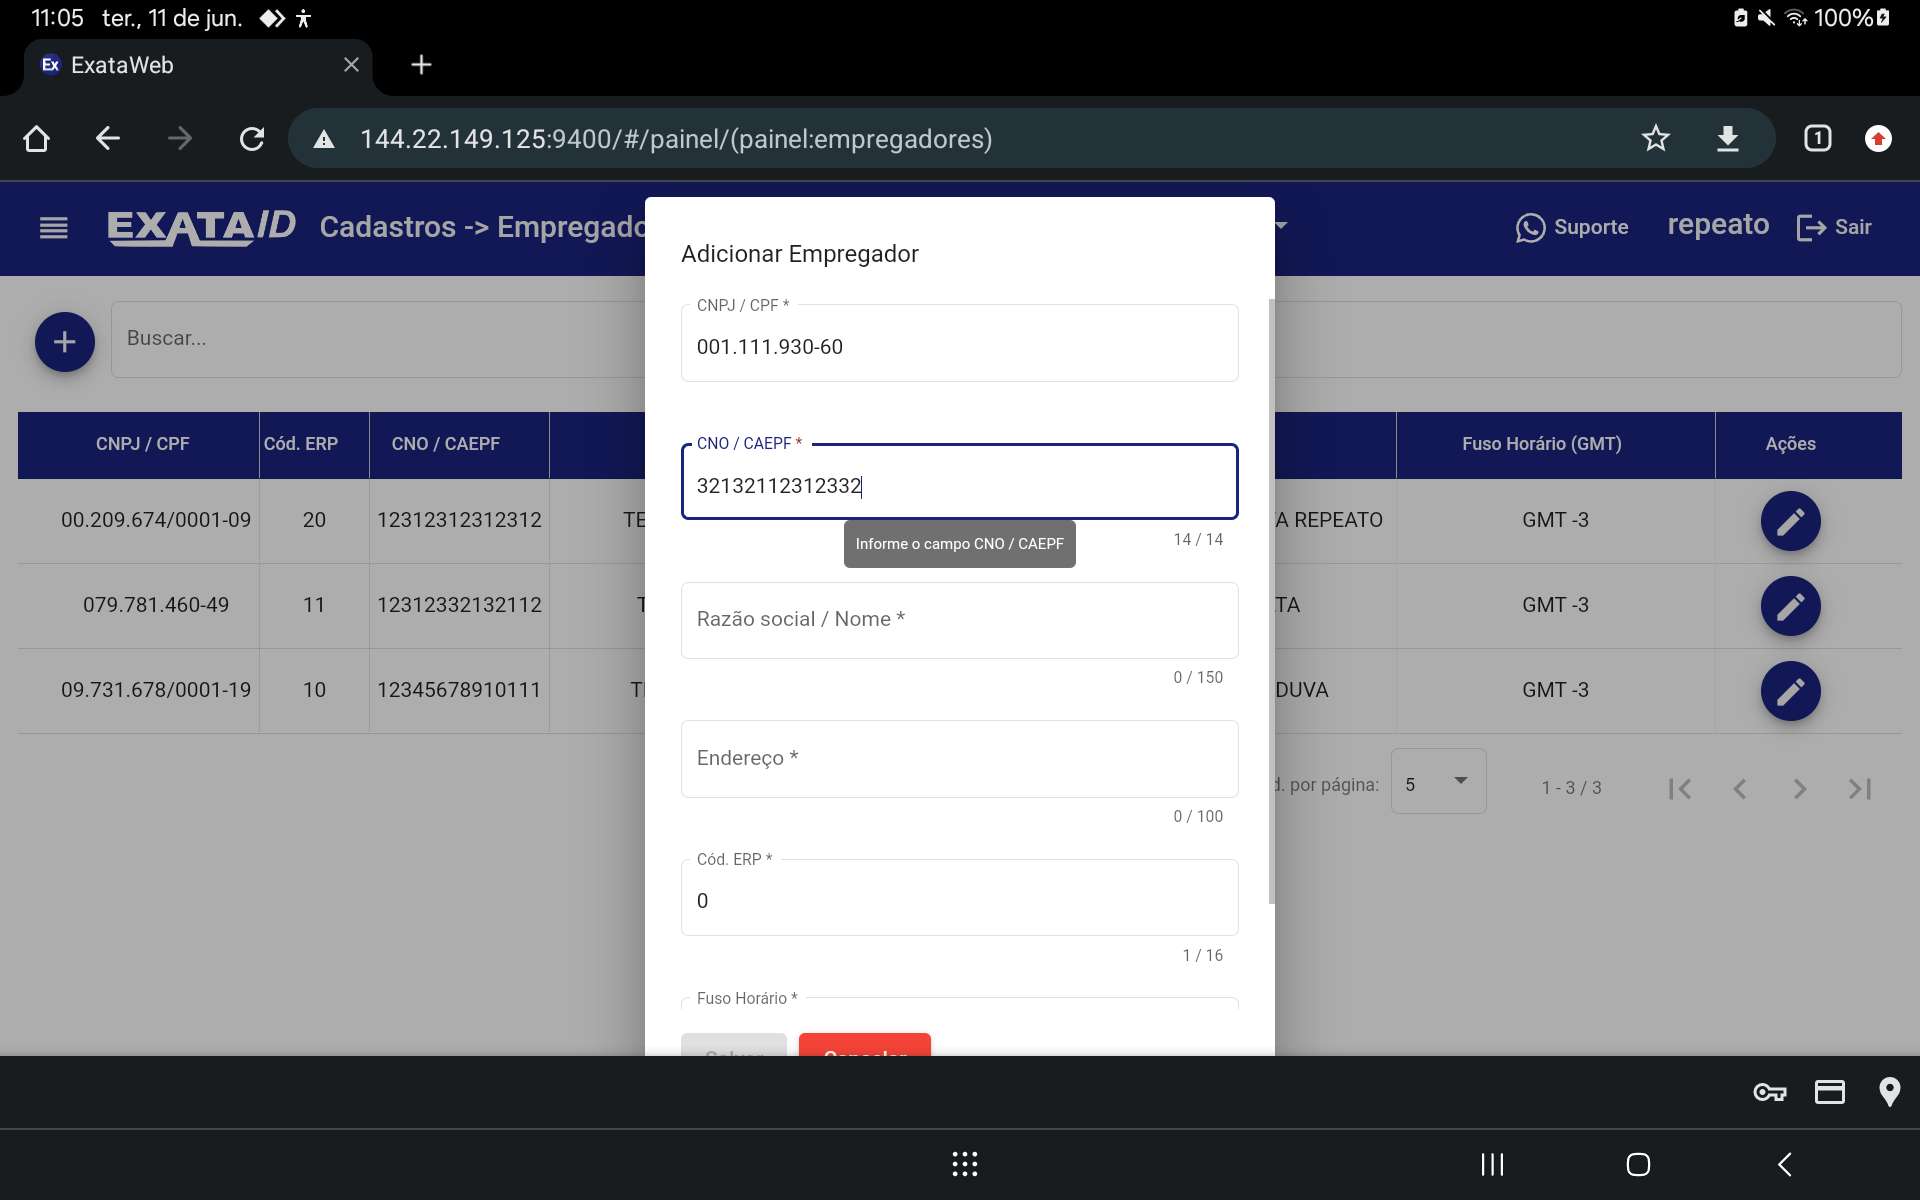 11:05 ter., 11 de jun.
100%
Ex ExataWeb
144.22.149.125:9400/#/painel/(painel:empregadores)
1
EXATAID Cadastros -> Empregado
Suporte repeato Sair
Adicionar Empregador
CNPJ / CPF *
001.111.930-60
Buscar...
CNPJ / CPF Cód. ERP CNO / CAEPF Fuso Horário (GMT) Ações
CNO / CAEPF *
32132112312332
14 / 14
Informe o campo CNO / CAEPF
00.209.674/0001-09 20 12312312312312 TE A REPEATO GMT -3
079.781.460-49 11 12312332132112 T TA GMT -3
09.731.678/0001-19 10 12345678910111 DUVA GMT -3
Razão social / Nome *
0 / 150
Endereço *
0 / 100
d. por página: 5 1 - 3 / 3
Cód. ERP *
0
1 / 16
Fuso Horário *
Salvar Cancelar